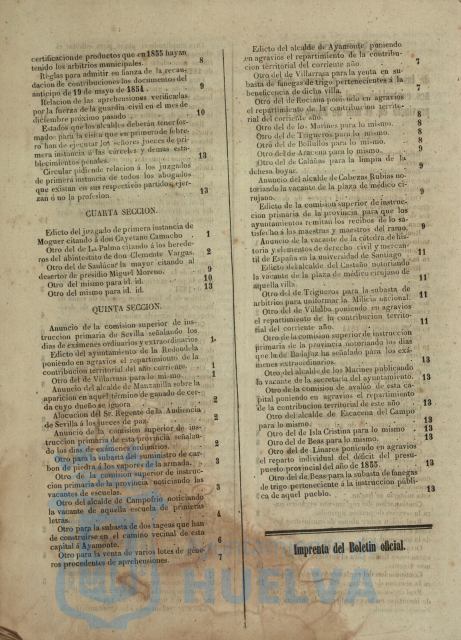 certificacion de productos que en 1855 hayan
tenido los arbitrios municipales. 8
Reglas para admitir en fianza de la recau-
dacion de contribuciones los documentos del
anticipo de 19 de mayo de 1854. 9
Relacion de las aprehensiones verificadas
por la fuerza de la guardia civil en el mes de
diciembre próximo pasado. 10
Estados que los alcaldes deberán tener for-
mados para la visita que en primero de febre-
ro han de ejecutar los señores jueces de pri-
mera instancia á las cárceles y demás esta-
blecimientos penales. 13
Circular pidiendo relacion á los juzgados
de primera instancia de todos los abogados
que existan en sus respectivos partidos, ejer-
zan ó no la profesion. 13
CUARTA SECCION.
Edicto del juzgado de primera instancia de
Moguer citando á don Cayetano Camacho. 1
Otro del de La Palma citando á los herede-
ros del abintestato de don Clemente Vargas. 2
Otro del de Sanlúcar la mayor citando al
desertor de presidio Miguel Moreno. 9
Otro del mismo para id. id. 10
Otro del mismo para id. id. 13
QUINTA SECCION.
Anuncio de la comision superior de ins-
truccion primaria de Sevilla señalando los
dias de exámenes ordinarios y extraordinarios 1
Edicto del ayuntamiento de la Redondela
poniendo en agravios el repartimiento de la
contribucion territorial del año corriente. 1
Otro del de Villarrasa para lo mismo. 1
Anuncio del alcalde de Manzanilla sobre la
aparicion en aquel término de ganado de cer-
da cuyo dueño se ignora. 2
Alocucion del Sr. Regente de la Audiencia
de Sevilla á los jueces de paz. 2
Anuncio de la comision superior de ins-
truccion primaria de esta provincia señalan-
do los dias de exámenes ordinarios. 2
Otro para la subasta del suministro de car-
bon de piedra á los vapores de la armada. 3
Otro de la comision superior de instruc-
cion primaria de la provincia noticiando las
vacantes de escuelas. 3
Otro del alcalde de Campofrio noticiando
la vacante de aquella escuela de primeras
letras. 4
Otro para la subasta de dos tageas que han
de construirse en el camino vecinal de esta
capital á Ayamonte. 6
Otro para la venta de varios lotes de géne-
ros procedentes de aprehensiones. 7
Edicto del alcalde de Ayamonte poniendo
en agravios el repartimiento de la contribu-
cion territorial del corriente año. 7
Otro del de Villarrasa para la venta en su-
basta de fanegas de trigo pertenecientes á la
beneficencia de dicha villa. 7
Otro del de Rociana poniendo en agravios
el repartimiento de la contribucion territo-
rial del corriente año. 8
Otro del de los Marines para lo mismo. 8
Otro del de Trigueros para lo mismo. 8
Otro del de Bollullos para lo mismo. 8
Otro del de Aracena para lo mismo. 9
Otro del de Calañas para la limpia de la
dehesa boyar. 9
Anuncio del alcalde de Cabezas Rubias no-
toriando la vacante de la plaza de médico ci-
rujano. 9
Edicto de la comision superior de instruc-
cion primaria de la provincia para que los
ayuntamientos remitan los recibos de lo sa-
tisfecho á las maestras y maestros del ramo. 9
Anuncio de la vacante de la cátedra de his-
toria y elementos de derecho civil y mercan-
til de España en la universidad de Santiago 11
Edicto del alcalde del Castaño notoriando
la vacante de la plaza de médico cirujano de
aquella villa. 11
Otro del de Trigueros para la subasta de
arbitrios para uniformar la Milicia nacional. 11
Otro del de Villalba poniendo en agravios
el repartimiento de la contribucion territo-
rial del corriente año. 11
Otro de la comision superior de instruccion
primaria de la provincia notoriando los dias
que la de Badajoz ha señalado para los exá-
menes extraordinarios. 13
Otro del alcalde de los Marines publicando
la vacante de la secretaría del ayuntamiento. 13
Otro de la comision de avalúo de esta ca-
pital poniendo en agravios el repartimiento
de la contribucion territorial de este año. 13
Otro del alcalde de Escacena del Campo
para lo mismo. 13
Otro del de Isla Cristina para lo mismo. 13
Otro del de Beas para lo mismo. 13
Otro del de Linares poniendo en agravios
el reparto individual del déficit del presu-
puesto provincial del año de 1855. 13
Otro del de Beas para la subasta de fanegas
de trigo perteneciente á la instruccion públi-
ca de aquel pueblo. 13
Imprenta del Boletin oficial.
HUELVA